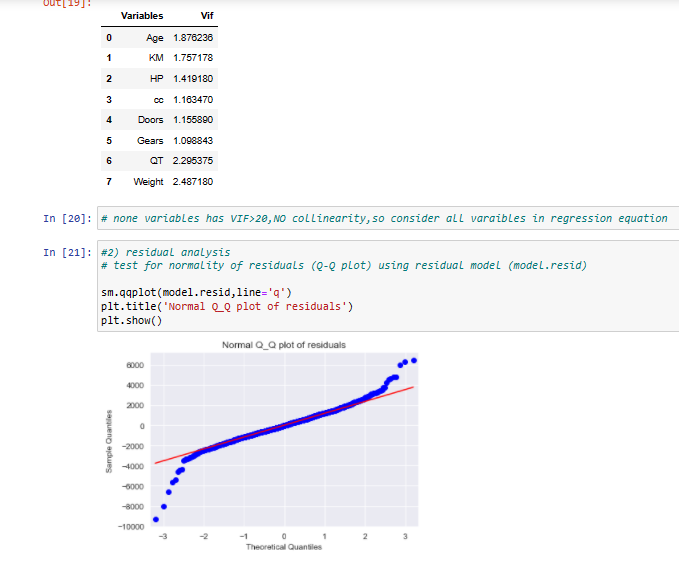 Out[19]:
Variables Vif
0 Age 1.876236
1 KM 1.757178
2 HP 1.419180
3 cc 1.163470
4 Doors 1.155890
5 Gears 1.098843
6 QT 2.295375
7 Weight 2.487180
In [20]: # none variables has VIF>20,NO collinearity,so consider all varaibles in regression equation
In [21]: #2) residual analysis
# test for normality of residuals (Q-Q plot) using residual model (model.resid)
sm.qqplot(model.resid,line='q')
plt.title('Normal Q_Q plot of residuals')
plt.show()
Normal Q_Q plot of residuals
6000
4000
2000
0
−2000
−4000
−6000
−8000
−10000
Sample Quantiles
−3 −2 −1 0 1 2 3
Theoretical Quantiles